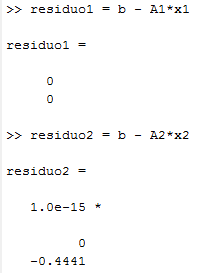 >> residuo1 = b - A1*x1
residuo1 =
0
0
>> residuo2 = b - A2*x2
residuo2 =
1.0e-15 *
0
-0.4441